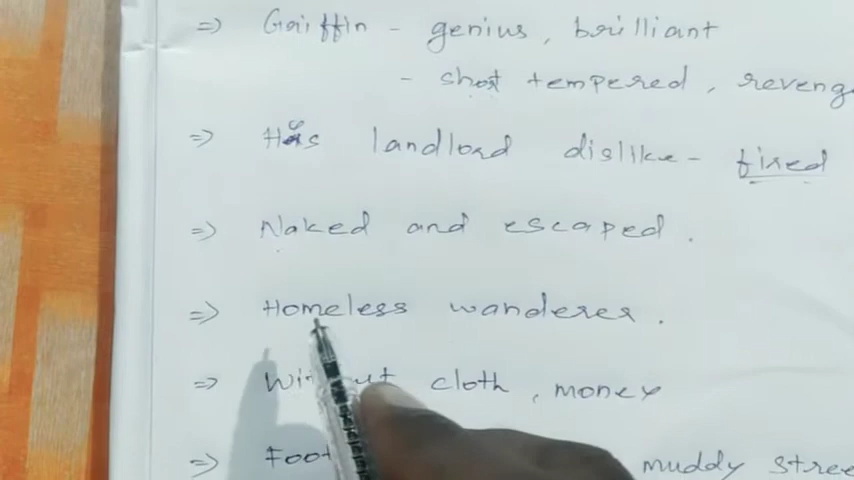 => Griffin - genius, brilliant
- short tempered, reveng
=> His landlord dislike - fired
=> Naked and escaped.
=> Homeless wanderer.
=> cloth, money
=> Foot muddy stree